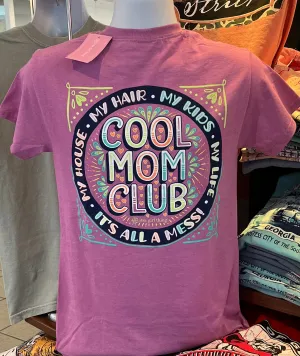 MY HOUSE • MY HAIR • MY KIDS • MY LIFE •
COOL
MOM
CLUB
IT'S ALL A MESS!
GEORGIA